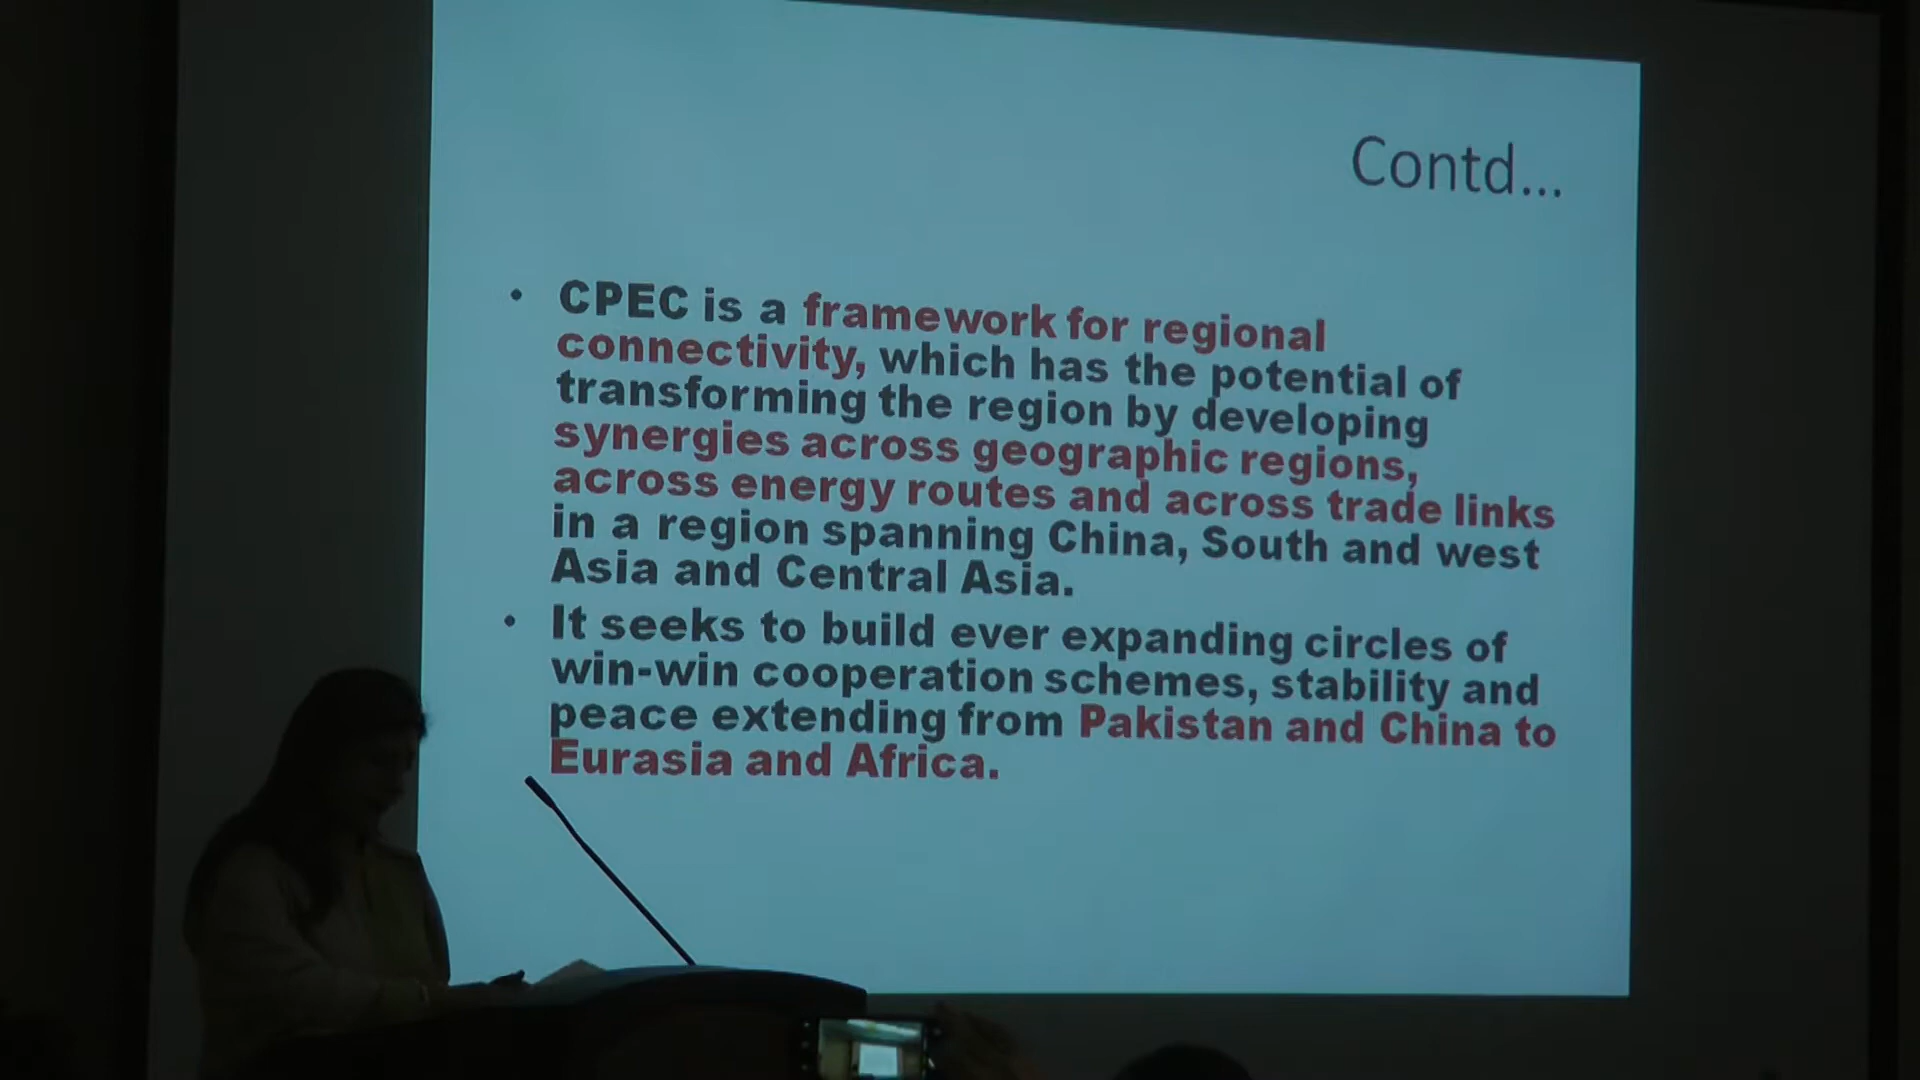 Contd...
• CPEC is a framework for regional
connectivity, which has the potential of
transforming the region by developing
synergies across geographic regions,
across energy routes and across trade links
in a region spanning China, South and west
Asia and Central Asia.
• It seeks to build ever expanding circles of
win-win cooperation schemes, stability and
peace extending from Pakistan and China to
Eurasia and Africa.